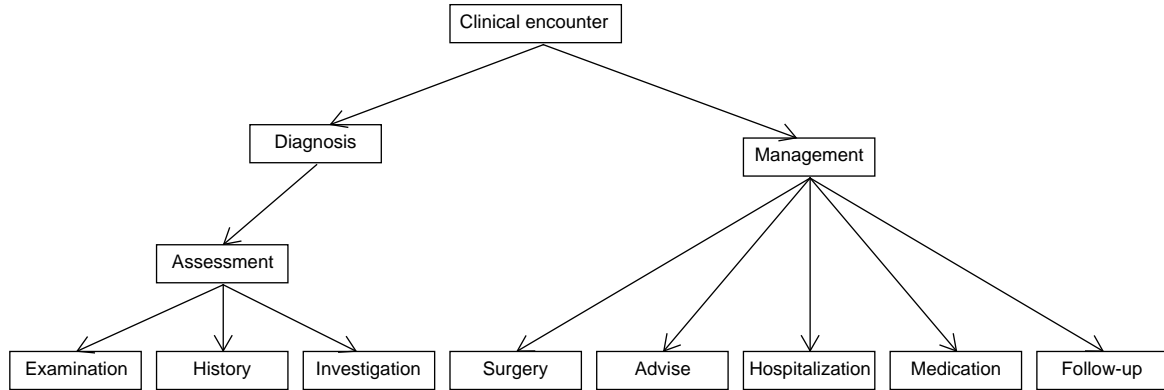 Clinical encounter
Diagnosis
Management
Assessment
Examination
History
Investigation
Surgery
Advise
Hospitalization
Medication
Follow-up